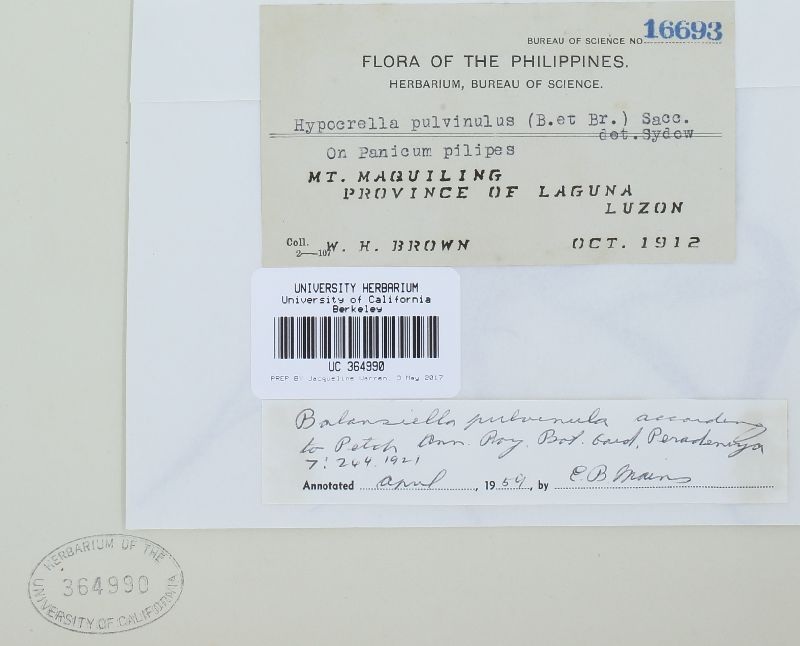 BUREAU OF SCIENCE NO. 16693
FLORA OF THE PHILIPPINES.
HERBARIUM, BUREAU OF SCIENCE.
Hypocrella pulvinulus (B.et Br.) Sacc.
det.Sydow
On Panicum pilipes
MT. MAQUILING
PROVINCE OF LAGUNA
LUZON
Coll. W. H. BROWN OCT. 1912
2—107
UNIVERSITY HERBARIUM
University of California
Berkeley
UC 364990
PREP BY Jacqueline Warren, 3 May 2017
Balansiella pulvinula according
to Petch Ann. Roy. Bot. Gard. Peradeniya
7: 244. 1921
Annotated April, 1959, by E B Mains
HERBARIUM OF THE
364990
UNIVERSITY OF CALIFORNIA